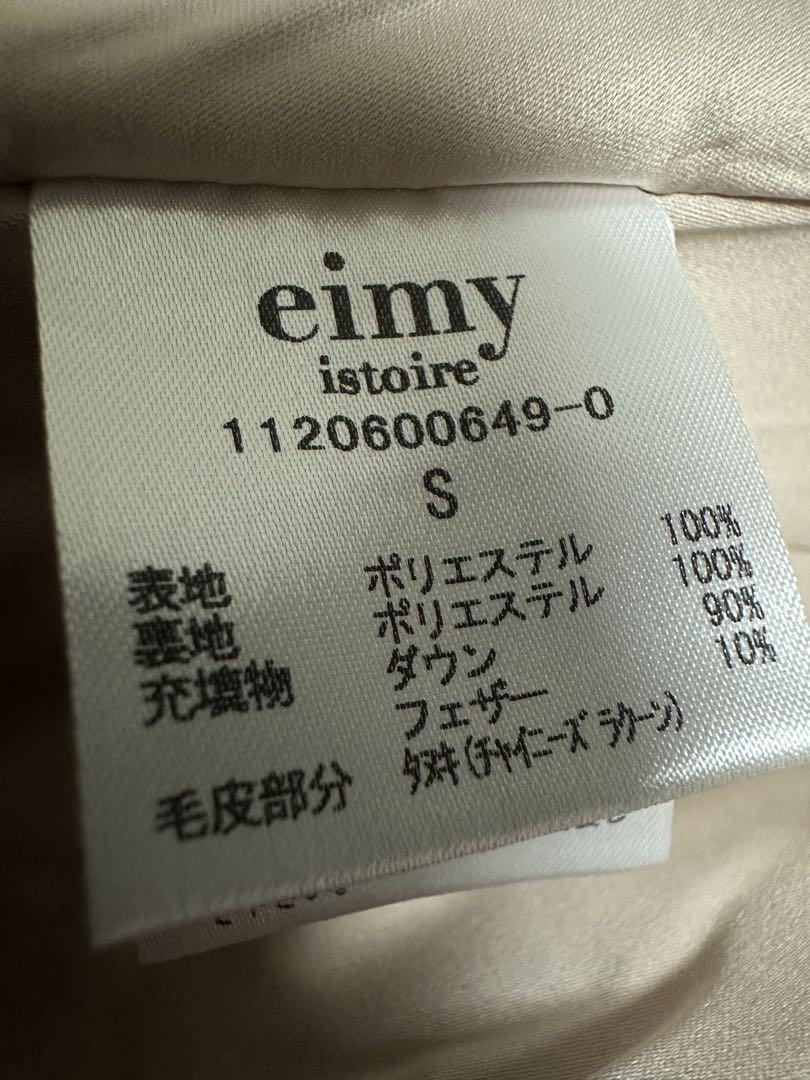 eimy
istoire
1120600649-0
S
表地 ポリエステル 100%
裏地 ポリエステル 100%
充填物 ダウン 90%
フェザー 10%
毛皮部分 タヌキ(チャイニーズ ラクーン)